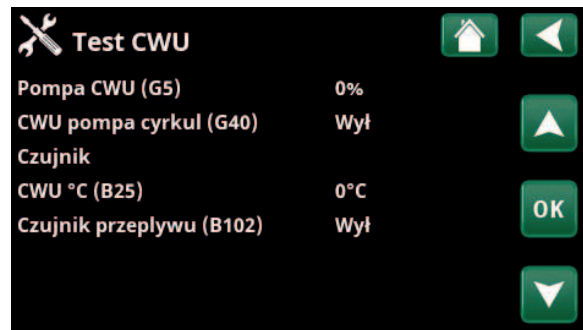 Test CWU
Pompa CWU (G5) 0%
CWU pompa cyrkul (G40) Wył
Czujnik
CWU °C (B25) 0°C
Czujnik przeplywu (B102) Wył
OK